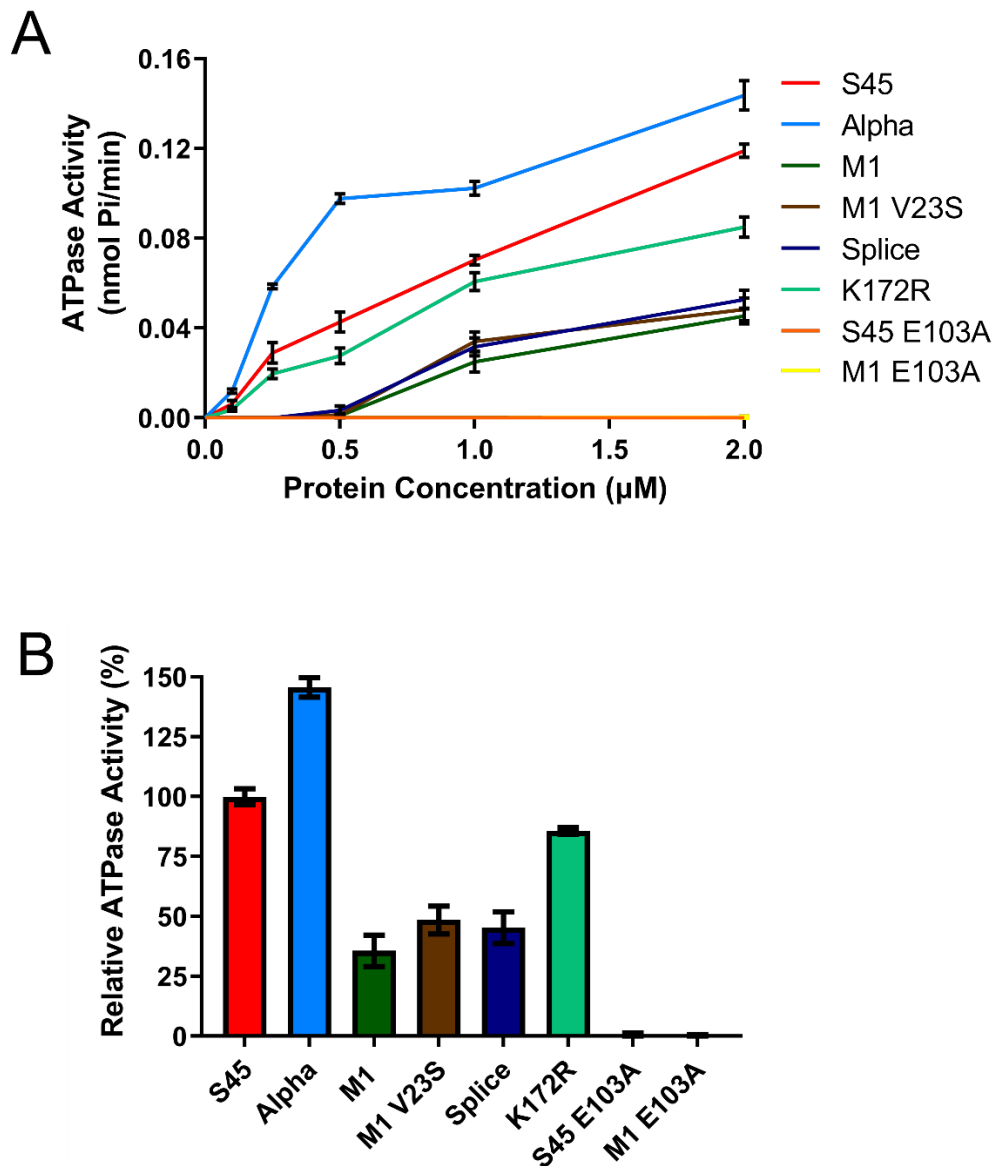 A
0.16
0.12
0.08
0.04
0.00
ATPase Activity
(nmol Pi/min)
0.0 0.5 1.0 1.5 2.0
Protein Concentration (µM)
S45
Alpha
M1
M1 V23S
Splice
K172R
S45 E103A
M1 E103A
B
150
125
100
75
50
25
0
Relative ATPase Activity (%)
S45
Alpha
M1
M1 V23S
Splice
K172R
S45 E103A
M1 E103A